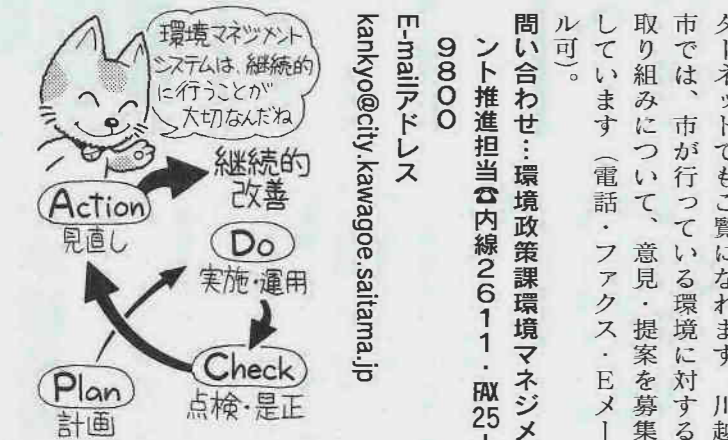 ターネットでもご覧になれます。川越
市では、市が行っている環境に対する
取り組みについて、意見・提案を募集
しています（電話・ファクス・Eメー
ル可）。
問い合わせ…環境政策課環境マネジメ
ント推進担当☎内線2611・FAX25-
9800
E-mailアドレス
kankyo@city.kawagoe.saitama.jp
環境マネジメント
システムは、継続的
に行うことが
大切なんだね
継続的
改善
Action
見直し
Do
実施・運用
Check
点検・是正
Plan
計画